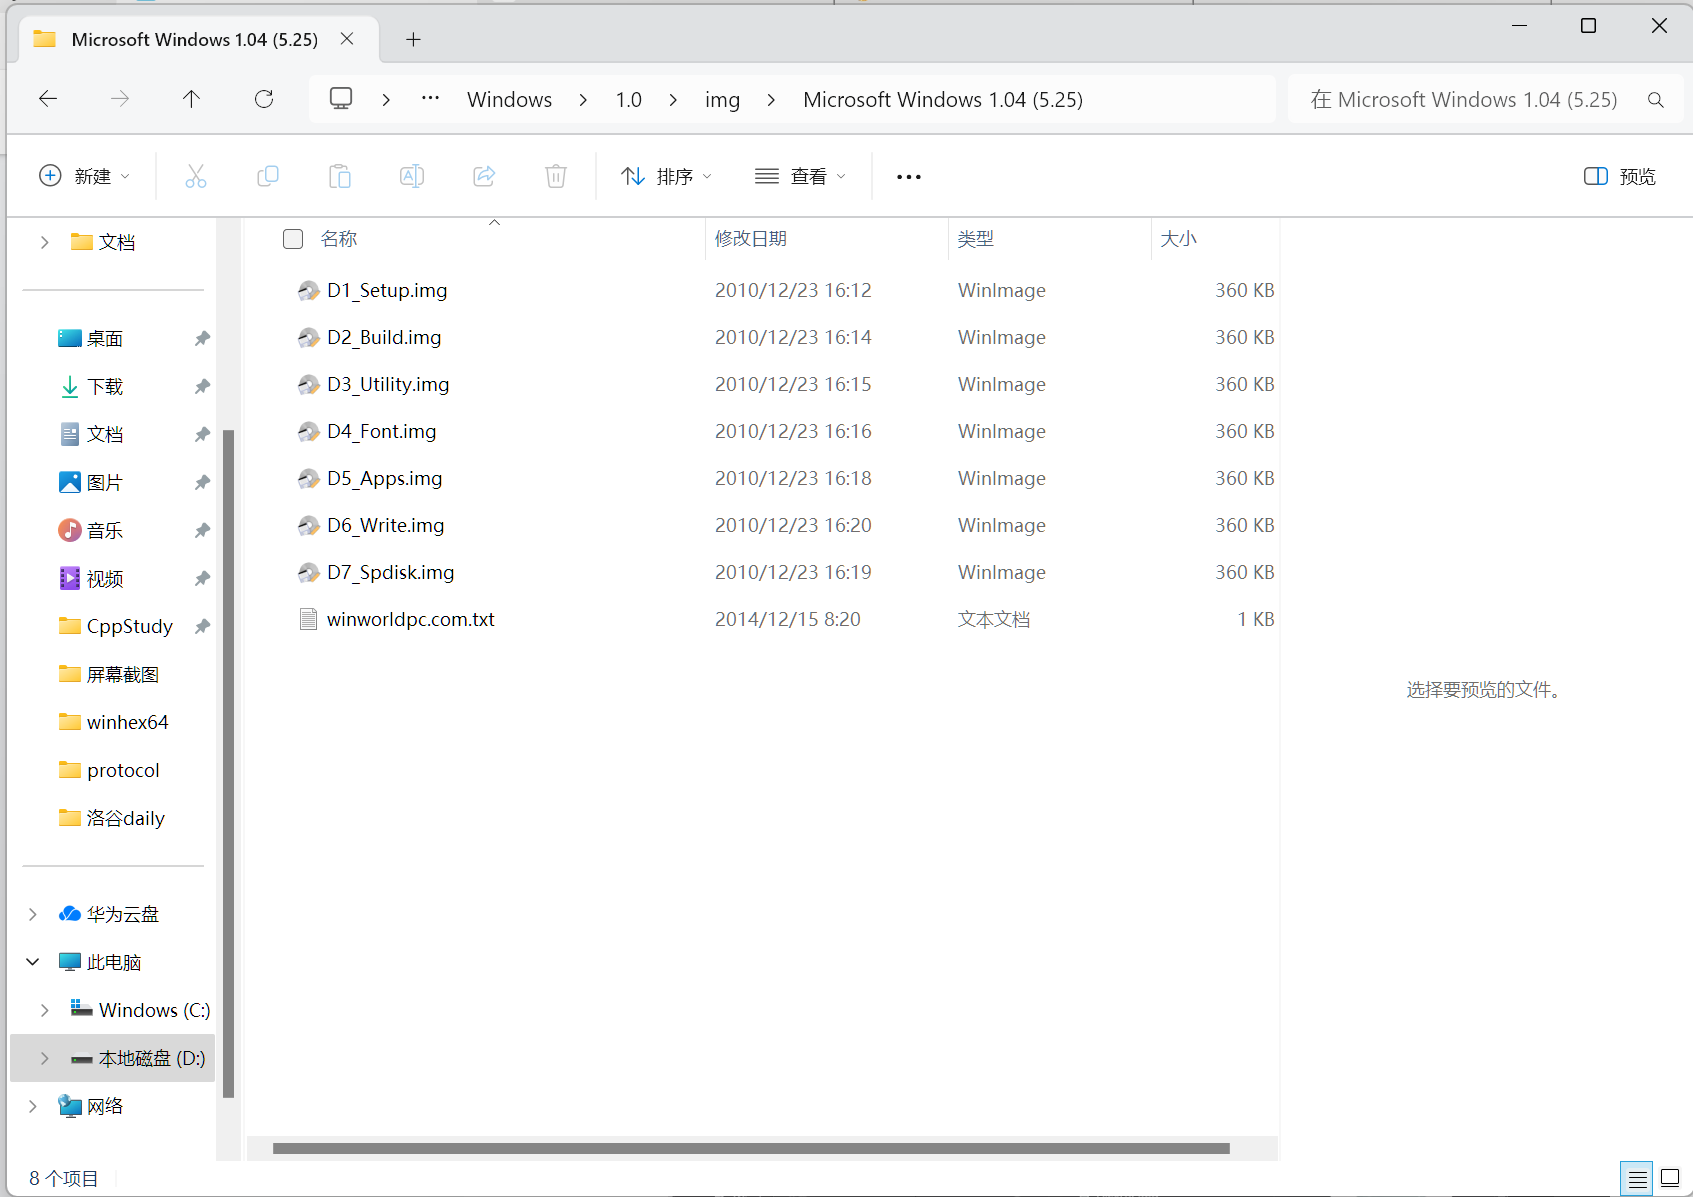 Microsoft Windows 1.04 (5.25)
Windows 1.0 img Microsoft Windows 1.04 (5.25)
在 Microsoft Windows 1.04 (5.25)
新建 排序 查看 ••• 预览
文档
桌面
下载
文档
图片
音乐
视频
CppStudy
屏幕截图
winhex64
protocol
洛谷daily
华为云盘
此电脑
Windows (C:)
本地磁盘 (D:)
网络
名称 修改日期 类型 大小
D1_Setup.img 2010/12/23 16:12 WinImage 360 KB
D2_Build.img 2010/12/23 16:14 WinImage 360 KB
D3_Utility.img 2010/12/23 16:15 WinImage 360 KB
D4_Font.img 2010/12/23 16:16 WinImage 360 KB
D5_Apps.img 2010/12/23 16:18 WinImage 360 KB
D6_Write.img 2010/12/23 16:20 WinImage 360 KB
D7_Spdisk.img 2010/12/23 16:19 WinImage 360 KB
winworldpc.com.txt 2014/12/15 8:20 文本文档 1 KB
选择要预览的文件。
8 个项目